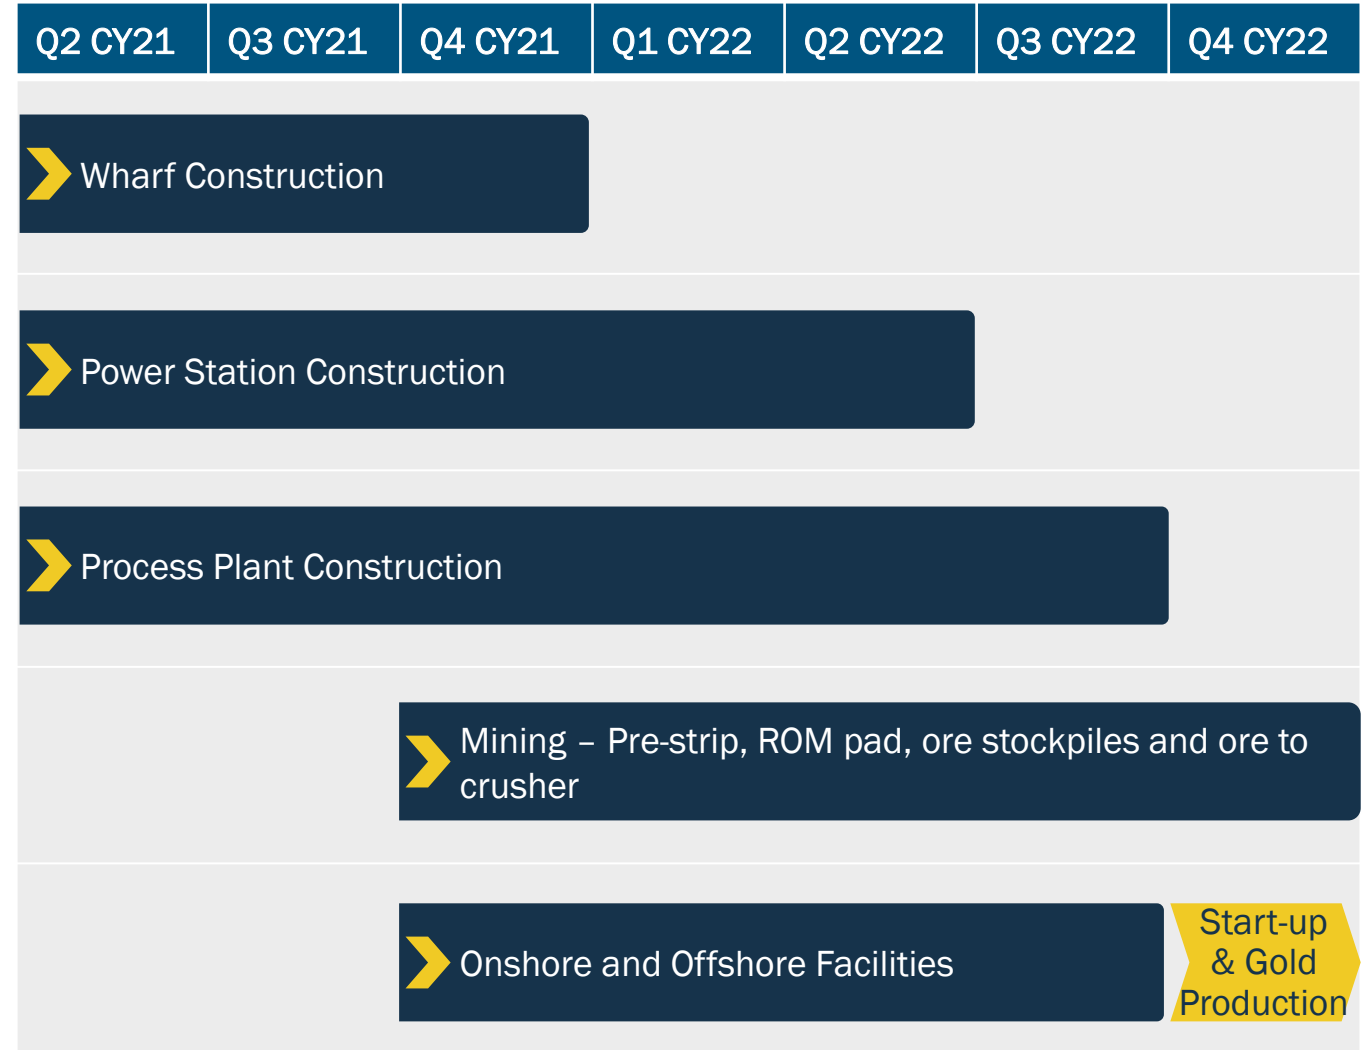 Q2 CY21 Q3 CY21 Q4 CY21 Q1 CY22 Q2 CY22 Q3 CY22 Q4 CY22
Wharf Construction
Power Station Construction
Process Plant Construction
Mining – Pre-strip, ROM pad, ore stockpiles and ore to
crusher
Onshore and Offshore Facilities
Start-up
& Gold
Production